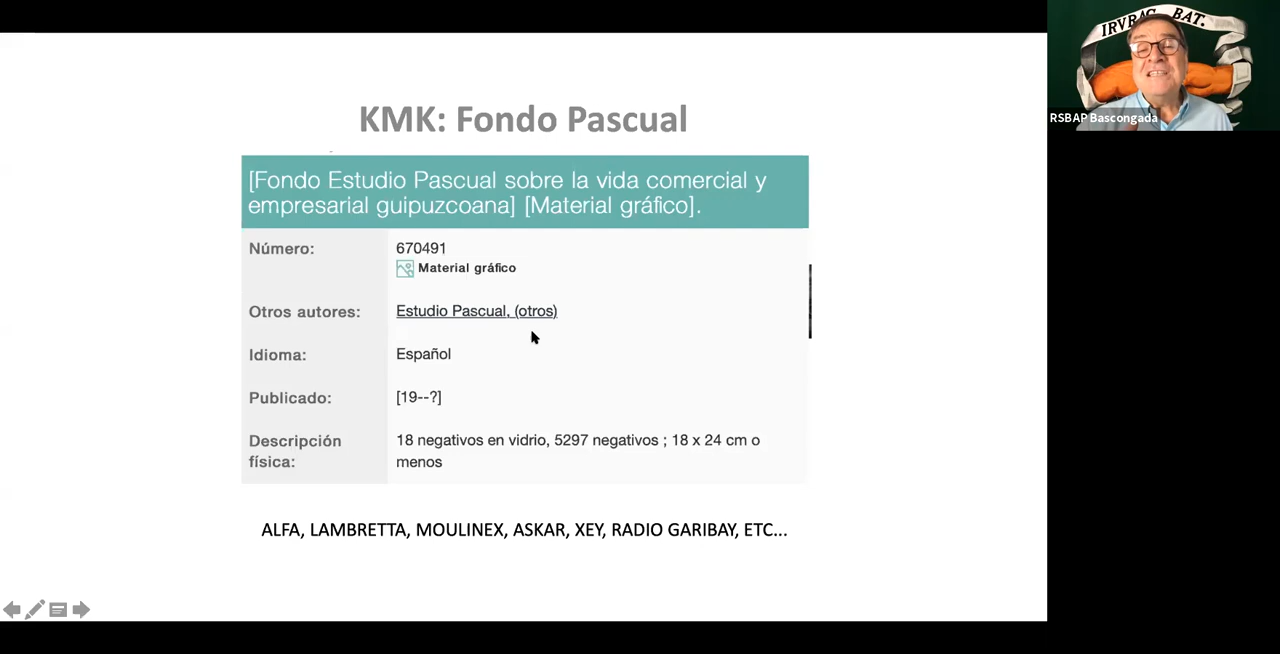 KMK: Fondo Pascual
[Fondo Estudio Pascual sobre la vida comercial y
empresarial guipuzcoana] [Material gráfico].
Número: 670491
Material gráfico
Otros autores: Estudio Pascual, (otros)
Idioma: Español
Publicado: [19--?]
Descripción física: 18 negativos en vidrio, 5297 negativos ; 18 x 24 cm o
menos
ALFA, LAMBRETTA, MOULINEX, ASKAR, XEY, RADIO GARIBAY, ETC...
IRVRAC BAT.
RSBAP Bascongada